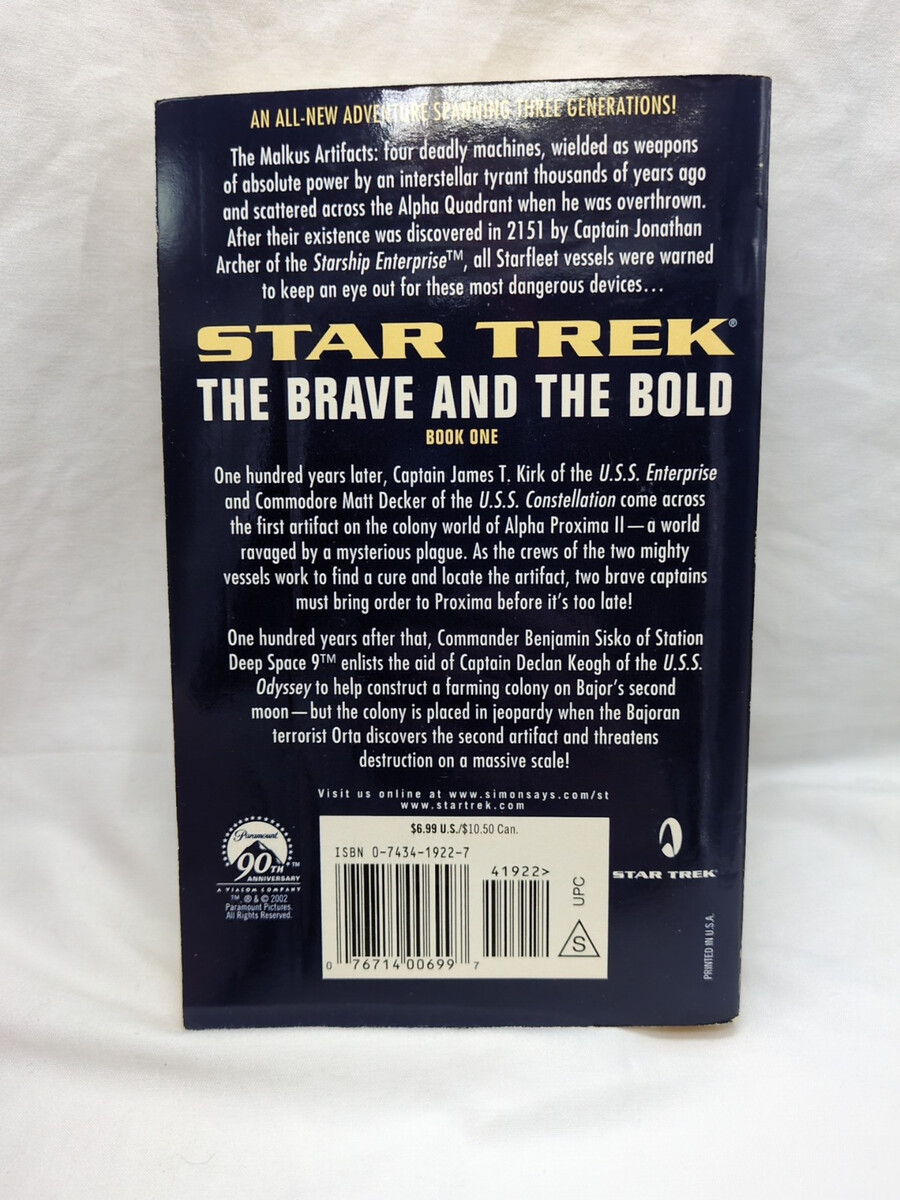 AN ALL-NEW ADVENTURE SPANNING THREE GENERATIONS!
The Malkus Artifacts: four deadly machines, wielded as weapons
of absolute power by an interstellar tyrant thousands of years ago
and scattered across the Alpha Quadrant when he was overthrown.
After their existence was discovered in 2151 by Captain Jonathan
Archer of the Starship Enterprise™, all Starfleet vessels were warned
to keep an eye out for these most dangerous devices...
STAR TREK®
THE BRAVE AND THE BOLD
BOOK ONE
One hundred years later, Captain James T. Kirk of the U.S.S. Enterprise
and Commodore Matt Decker of the U.S.S. Constellation come across
the first artifact on the colony world of Alpha Proxima II—a world
ravaged by a mysterious plague. As the crews of the two mighty
vessels work to find a cure and locate the artifact, two brave captains
must bring order to Proxima before it's too late!
One hundred years after that, Commander Benjamin Sisko of Station
Deep Space 9™ enlists the aid of Captain Declan Keogh of the U.S.S.
Odyssey to help construct a farming colony on Bajor's second
moon—but the colony is placed in jeopardy when the Bajoran
terrorist Orta discovers the second artifact and threatens
destruction on a massive scale!
Visit us online at www.simonsays.com/st
www.startrek.com
Paramount
90TH™
ANNIVERSARY
A VIACOM COMPANY
™, ® & © 2002
Paramount Pictures.
All Rights Reserved.
$6.99 U.S./$10.50 Can.
ISBN 0-7434-1922-7
41922>
UPC
S
0 76714 00699 7
STAR TREK®
PRINTED IN U.S.A.